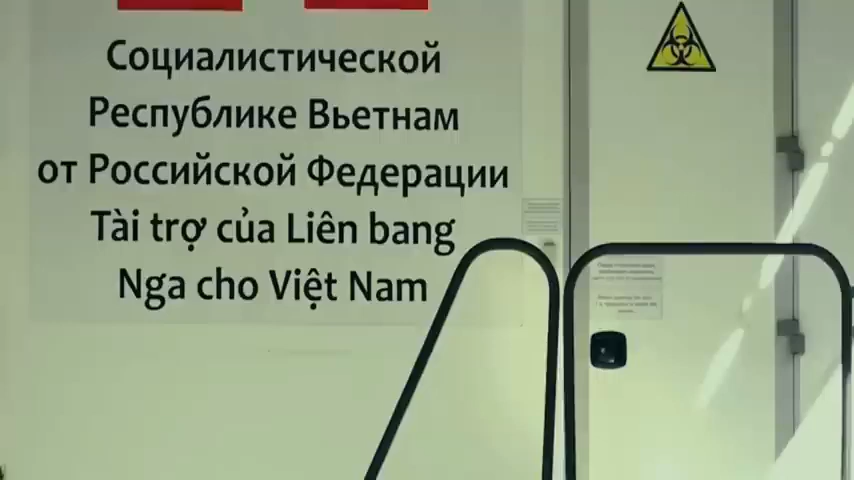 Социалистической
Республике Вьетнам
от Российской Федерации
Tài trợ của Liên bang
Nga cho Việt Nam